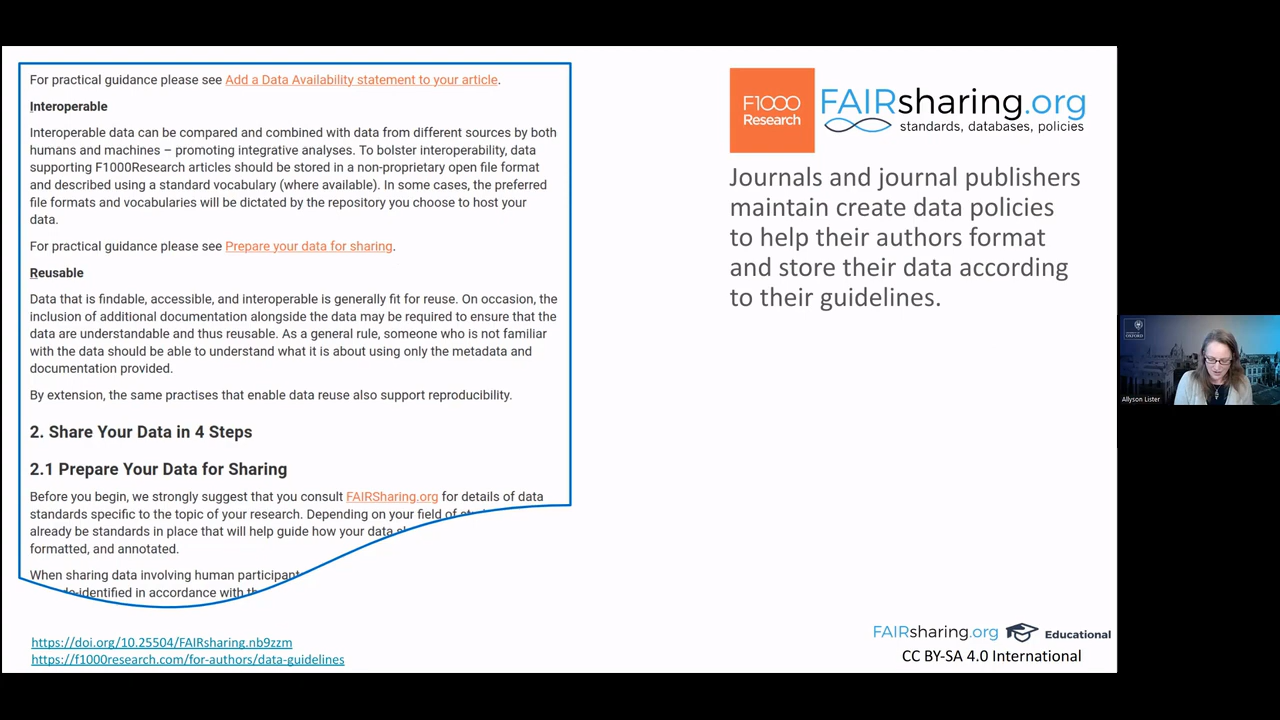 For practical guidance please see Add a Data Availability statement to your article.
Interoperable
Interoperable data can be compared and combined with data from different sources by both
humans and machines – promoting integrative analyses. To bolster interoperability, data
supporting F1000Research articles should be stored in a non-proprietary open file format
and described using a standard vocabulary (where available). In some cases, the preferred
file formats and vocabularies will be dictated by the repository you choose to host your
data.
For practical guidance please see Prepare your data for sharing.
Reusable
Data that is findable, accessible, and interoperable is generally fit for reuse. On occasion, the
inclusion of additional documentation alongside the data may be required to ensure that the
data are understandable and thus reusable. As a general rule, someone who is not familiar
with the data should be able to understand what it is about using only the metadata and
documentation provided.
By extension, the same practises that enable data reuse also support reproducibility.
2. Share Your Data in 4 Steps
2.1 Prepare Your Data for Sharing
Before you begin, we strongly suggest that you consult FAIRSharing.org for details of data
standards specific to the topic of your research. Depending on your field of
already be standards in place that will help guide how your data
formatted, and annotated.
When sharing data involving human participant
de-identified in accordance with
https://doi.org/10.25504/FAIRsharing.nb9zzm
https://f1000research.com/for-authors/data-guidelines
F1000
Research
FAIRsharing.org
standards, databases, policies
Journals and journal publishers
maintain create data policies
to help their authors format
and store their data according
to their guidelines.
FAIRsharing.org Educational
CC BY-SA 4.0 International
OXFORD
Allyson Lister